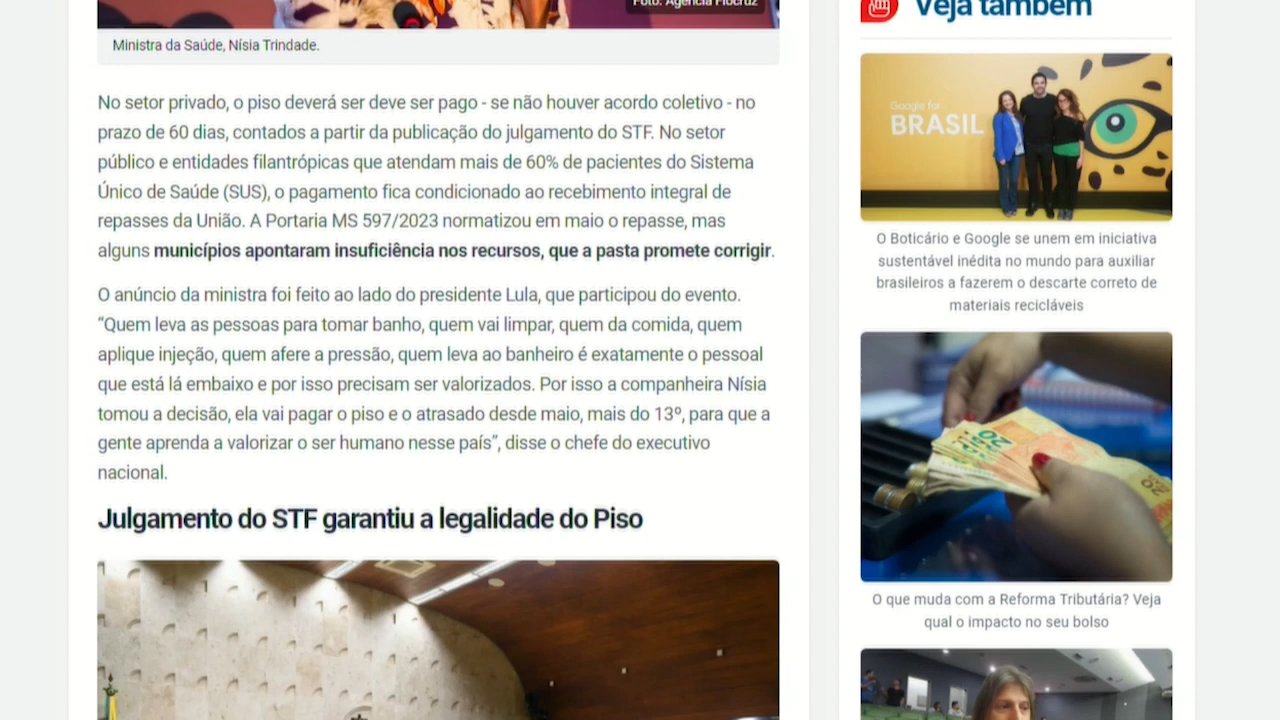 Foto: Agência Fiocruz
Ministra da Saúde, Nísia Trindade.
No setor privado, o piso deverá ser deve ser pago - se não houver acordo coletivo - no
prazo de 60 dias, contados a partir da publicação do julgamento do STF. No setor
público e entidades filantrópicas que atendam mais de 60% de pacientes do Sistema
Único de Saúde (SUS), o pagamento fica condicionado ao recebimento integral de
repasses da União. A Portaria MS 597/2023 normatizou em maio o repasse, mas
alguns municípios apontaram insuficiência nos recursos, que a pasta promete corrigir.
O anúncio da ministra foi feito ao lado do presidente Lula, que participou do evento.
“Quem leva as pessoas para tomar banho, quem vai limpar, quem da comida, quem
aplique injeção, quem afere a pressão, quem leva ao banheiro é exatamente o pessoal
que está lá embaixo e por isso precisam ser valorizados. Por isso a companheira Nísia
tomou a decisão, ela vai pagar o piso e o atrasado desde maio, mais do 13º, para que a
gente aprenda a valorizar o ser humano nesse país”, disse o chefe do executivo
nacional.
Julgamento do STF garantiu a legalidade do Piso
Veja também
Google for
BRASIL
O Boticário e Google se unem em iniciativa
sustentável inédita no mundo para auxiliar
brasileiros a fazerem o descarte correto de
materiais recicláveis
20
O que muda com a Reforma Tributária? Veja
qual o impacto no seu bolso